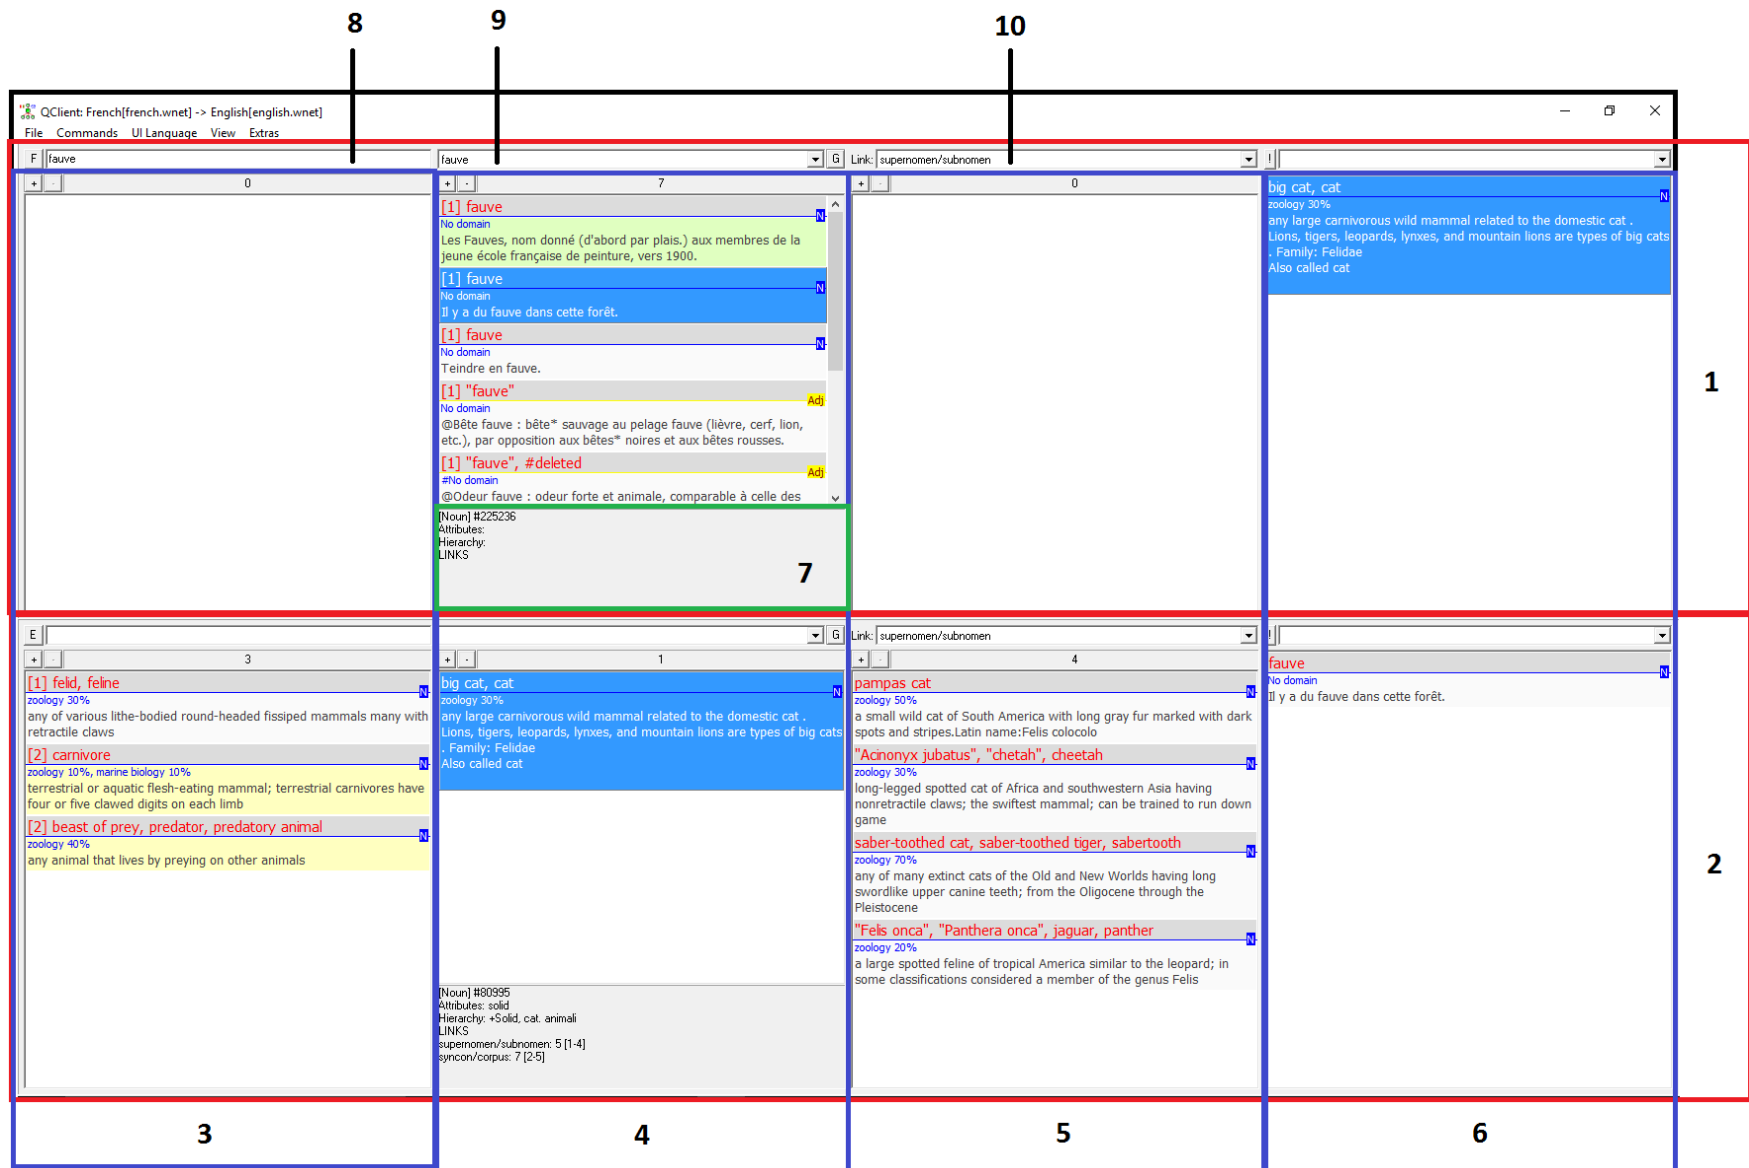 8
9
10
QClient: French[french.wnet] -> English[english.wnet]
File Commands UI Language View Extras
F fauve
fauve G
Link: supernomen/subnomen
!
+ - 0
+ - 7
[1] fauve
N
No domain
Les Fauves, nom donné (d'abord par plais.) aux membres de la
jeune école française de peinture, vers 1900.
[1] fauve
N
No domain
Il y a du fauve dans cette forêt.
[1] fauve
N
No domain
Teindre en fauve.
[1] "fauve"
Adj
No domain
@Bête fauve : bête* sauvage au pelage fauve (lièvre, cerf, lion,
etc.), par opposition aux bêtes* noires et aux bêtes rousses.
[1] "fauve", #deleted
Adj
#No domain
@Odeur fauve : odeur forte et animale, comparable à celle des
[Noun] #225236
Attributes:
Hierarchy:
LINKS
7
+ - 0
big cat, cat
N
zoology 30%
any large carnivorous wild mammal related to the domestic cat .
Lions, tigers, leopards, lynxes, and mountain lions are types of big cats
. Family: Felidae
Also called cat
1
E
G
Link: supernomen/subnomen
!
+ - 3
[1] felid, feline
N
zoology 30%
any of various lithe-bodied round-headed fissiped mammals many with
retractile claws
[2] carnivore
N
zoology 10%, marine biology 10%
terrestrial or aquatic flesh-eating mammal; terrestrial carnivores have
four or five clawed digits on each limb
[2] beast of prey, predator, predatory animal
N
zoology 40%
any animal that lives by preying on other animals
+ - 1
big cat, cat
N
zoology 30%
any large carnivorous wild mammal related to the domestic cat .
Lions, tigers, leopards, lynxes, and mountain lions are types of big cats
. Family: Felidae
Also called cat
[Noun] #80995
Attributes: solid
Hierarchy: +Solid, cat. animali
LINKS
supernomen/subnomen: 5 [1-4]
syncon/corpus: 7 [2-5]
+ - 4
pampas cat
N
zoology 50%
a small wild cat of South America with long gray fur marked with dark
spots and stripes.Latin name:Felis colocolo
"Acinonyx jubatus", "chetah", cheetah
N
zoology 30%
long-legged spotted cat of Africa and southwestern Asia having
nonretractile claws; the swiftest mammal; can be trained to run down
game
saber-toothed cat, saber-toothed tiger, sabertooth
N
zoology 70%
any of many extinct cats of the Old and New Worlds having long
swordlike upper canine teeth; from the Oligocene through the
Pleistocene
"Felis onca", "Panthera onca", jaguar, panther
N
zoology 20%
a large spotted feline of tropical America similar to the leopard; in
some classifications considered a member of the genus Felis
fauve
N
No domain
Il y a du fauve dans cette forêt.
2
3
4
5
6